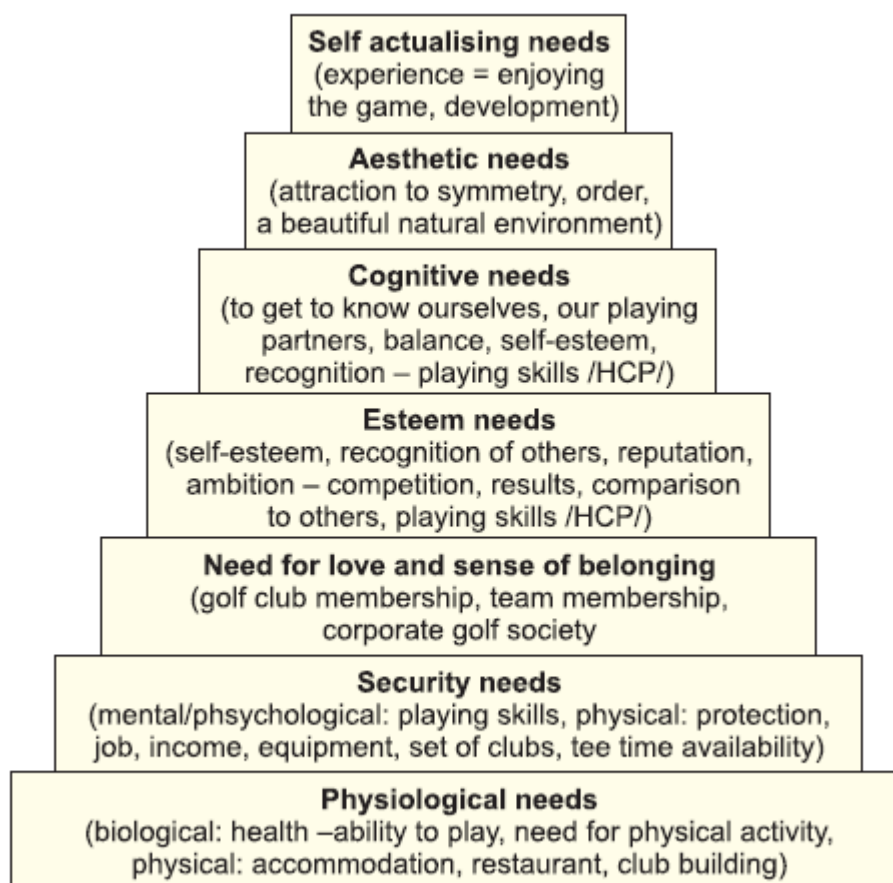 Self actualising needs
(experience = enjoying
the game, development)
Aesthetic needs
(attraction to symmetry, order,
a beautiful natural environment)
Cognitive needs
(to get to know ourselves, our playing
partners, balance, self-esteem,
recognition – playing skills /HCP/)
Esteem needs
(self-esteem, recognition of others, reputation,
ambition – competition, results, comparison
to others, playing skills /HCP/)
Need for love and sense of belonging
(golf club membership, team membership,
corporate golf society
Security needs
(mental/phsychological: playing skills, physical: protection,
job, income, equipment, set of clubs, tee time availability)
Physiological needs
(biological: health –ability to play, need for physical activity,
physical: accommodation, restaurant, club building)